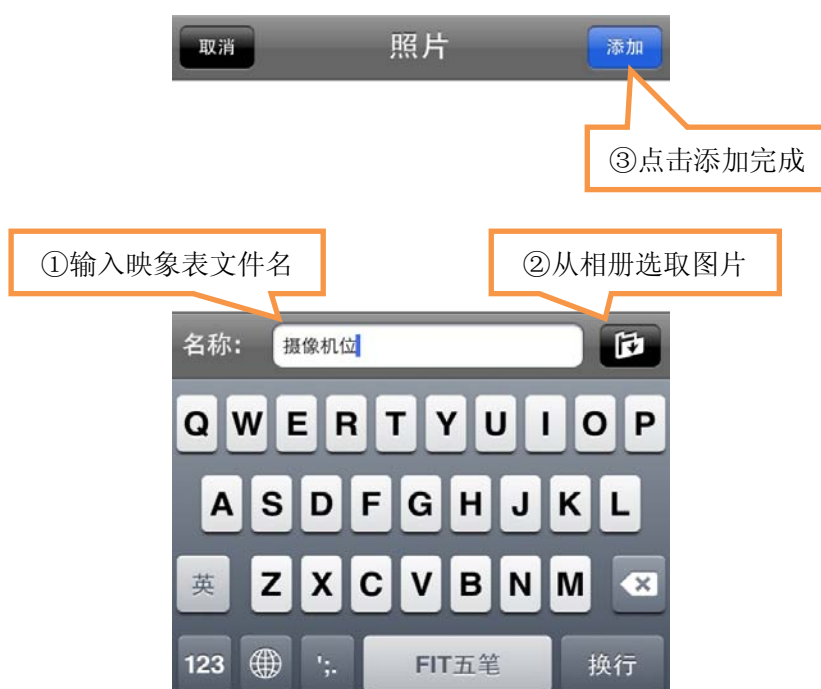 取消 照片 添加
③点击添加完成
①输入映象表文件名 ②从相册选取图片
名称: 摄像机位
Q W E R T Y U I O P
A S D F G H J K L
英 Z X C V B N M
123 ';. FIT五笔 换行